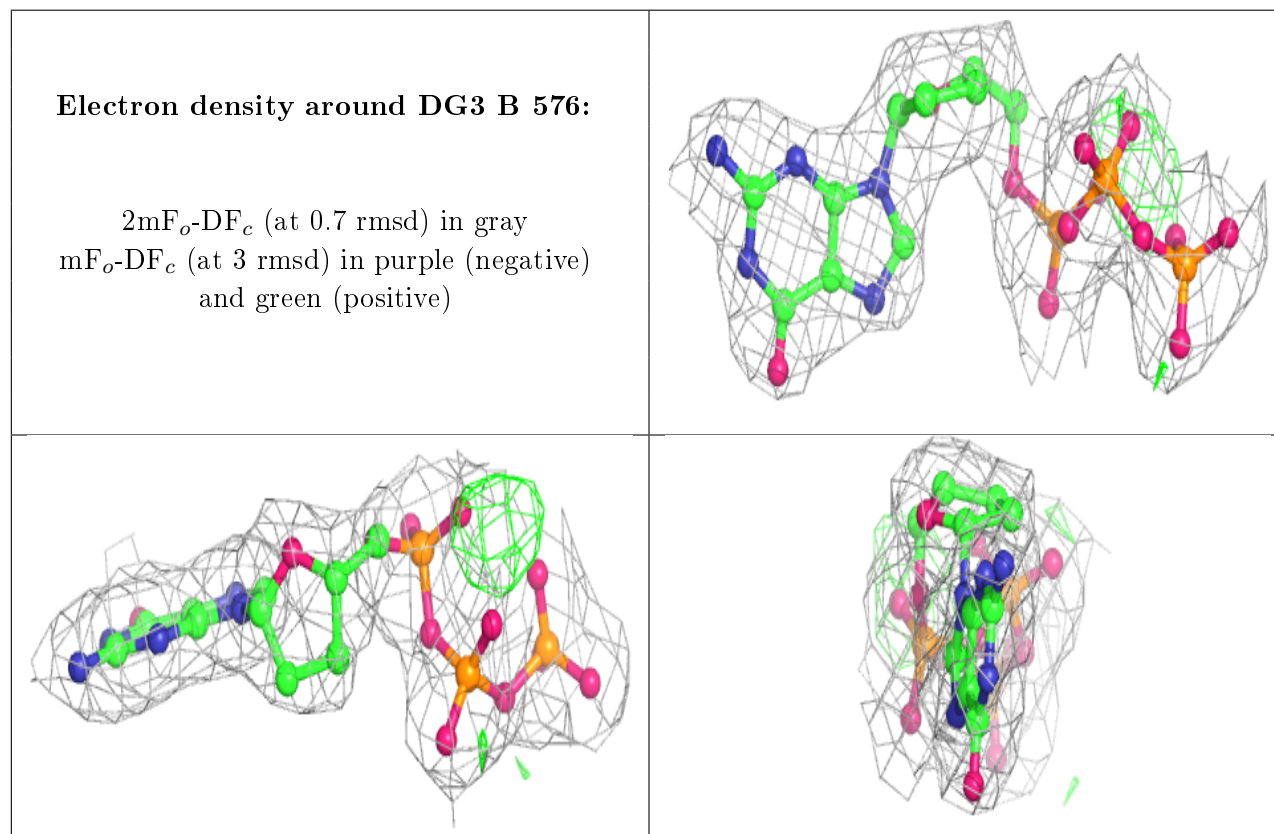 Electron density around DG3 B 576:
2mFₒ-DF𝒸 (at 0.7 rmsd) in gray
mFₒ-DF𝒸 (at 3 rmsd) in purple (negative)
and green (positive)